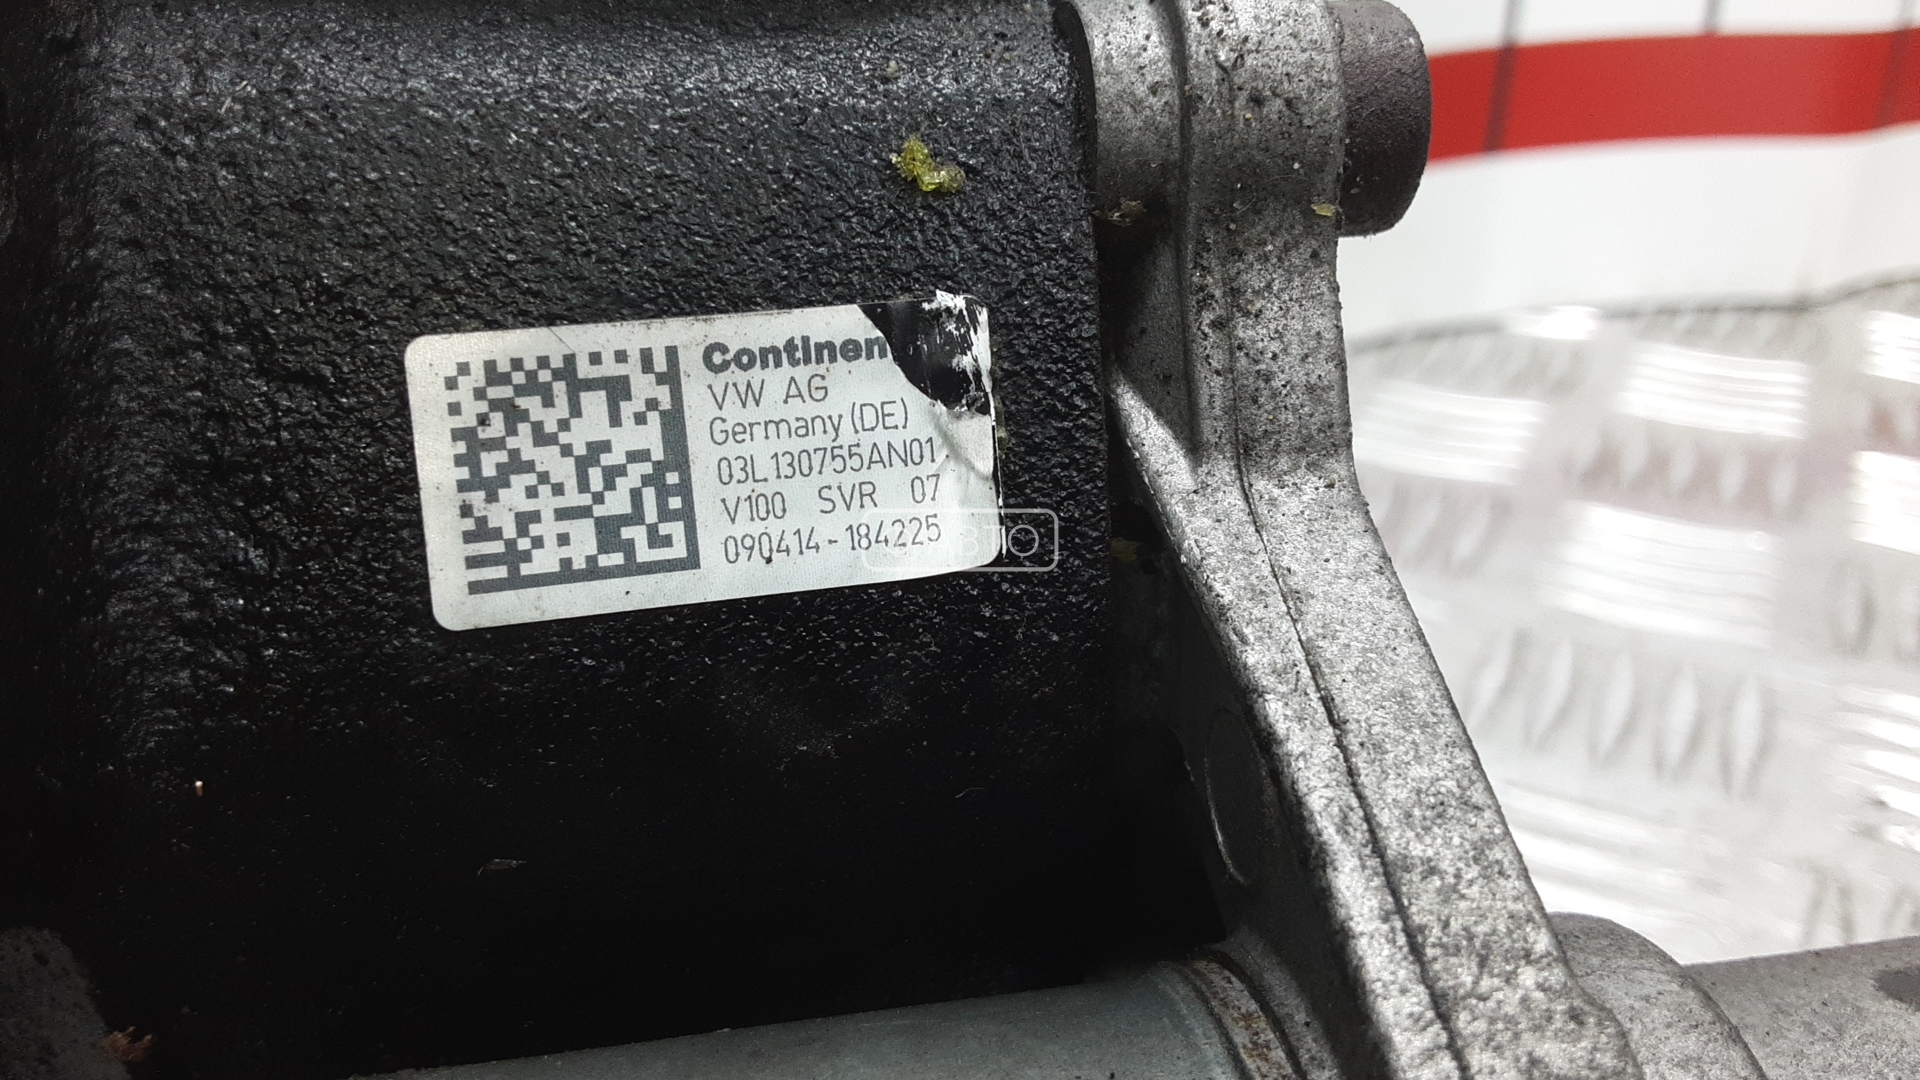 Continen
VW AG
Germany (DE)
03L130755AN01
V100 SVR 07
090414-184225